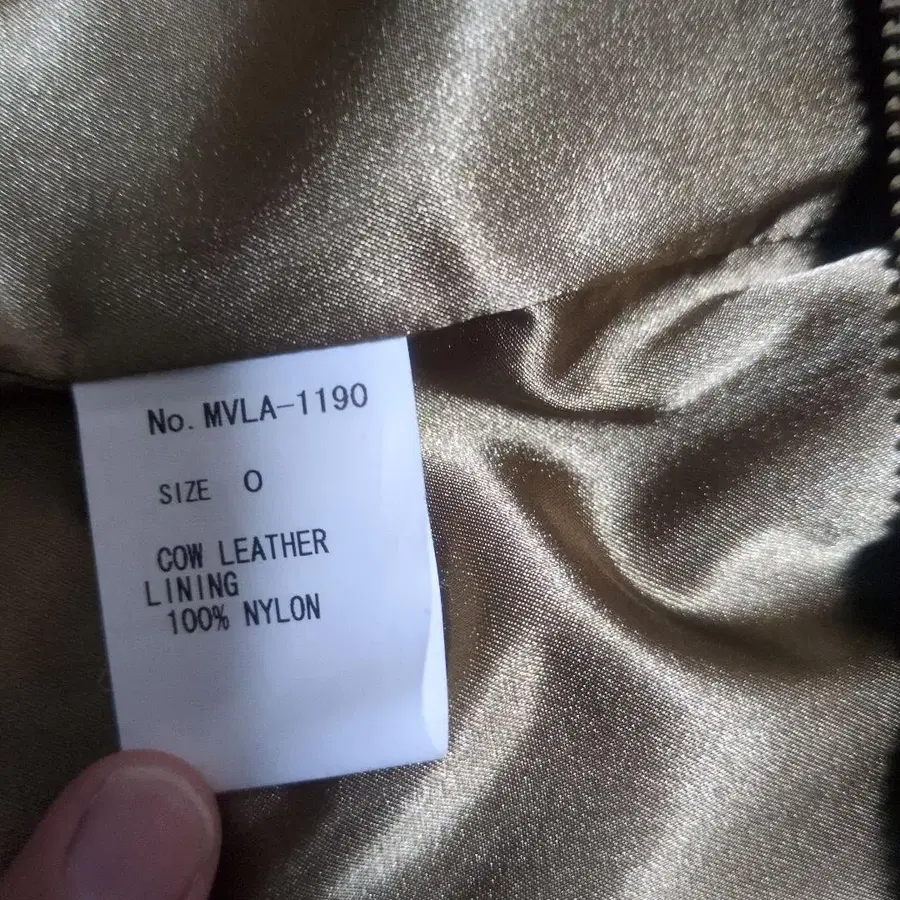 No. MVLA-1190
SIZE O
COW LEATHER
LINING
100% NYLON